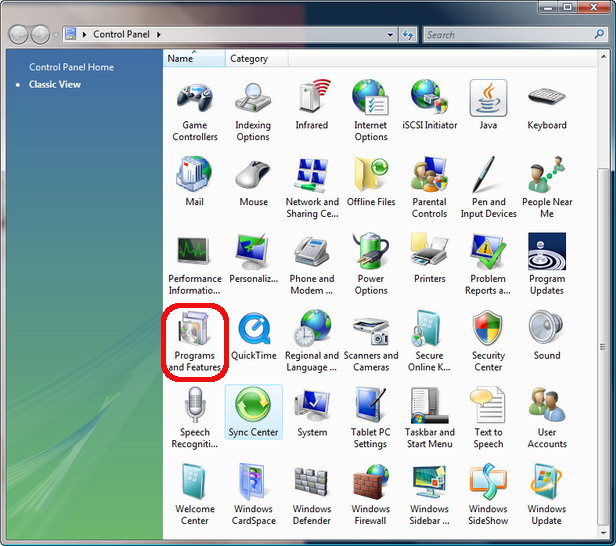 Control Panel
Search
Control Panel Home
Classic View
Name
Category
Game
Controllers
Indexing
Options
Infrared
Internet
Options
iSCSI Initiator
Java
Keyboard
Mail
Mouse
Network and
Sharing Ce...
Offline Files
Parental
Controls
Pen and
Input Devices
People Near
Me
Performance
Informatio...
Personaliz...
Phone and
Modem ...
Power
Options
Printers
Problem
Reports a...
Program
Updates
Programs
and Features
QuickTime
Regional and
Language ...
Scanners and
Cameras
Secure
Online K...
Security
Center
Sound
Speech
Recogniti...
Sync Center
System
Tablet PC
Settings
Taskbar and
Start Menu
Text to
Speech
User
Accounts
Welcome
Center
Windows
CardSpace
Windows
Defender
Windows
Firewall
Windows
Sidebar ...
Windows
SideShow
Windows
Update